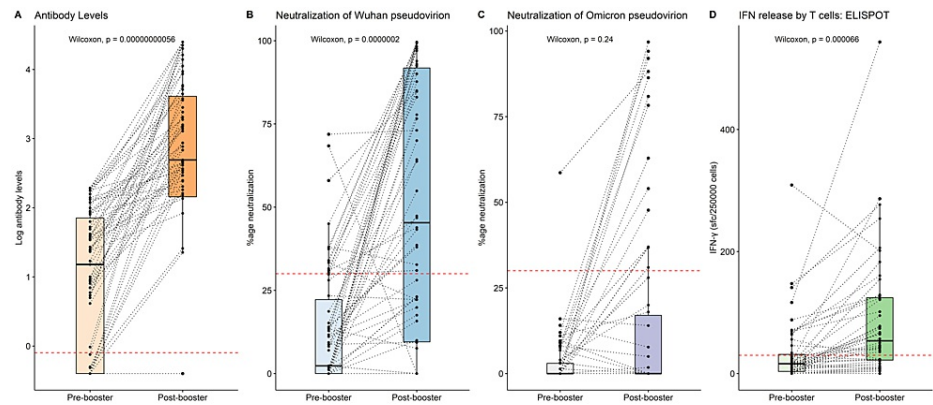 A Antibody Levels
Wilcoxon, p = 0.00000000056
Log antibody levels
4
3
2
1
0
Pre-booster Post-booster
B Neutralization of Wuhan pseudovirion
Wilcoxon, p = 0.0000002
%age neutralization
100
75
50
25
0
Pre-booster Post-booster
C Neutralization of Omicron pseudovirion
Wilcoxon, p = 0.24
%age neutralization
100
75
50
25
0
Pre-booster Post-booster
D IFN release by T cells: ELISPOT
Wilcoxon, p = 0.000066
IFN-γ (sfc/250000 cells)
400
200
0
Pre-booster Post-booster